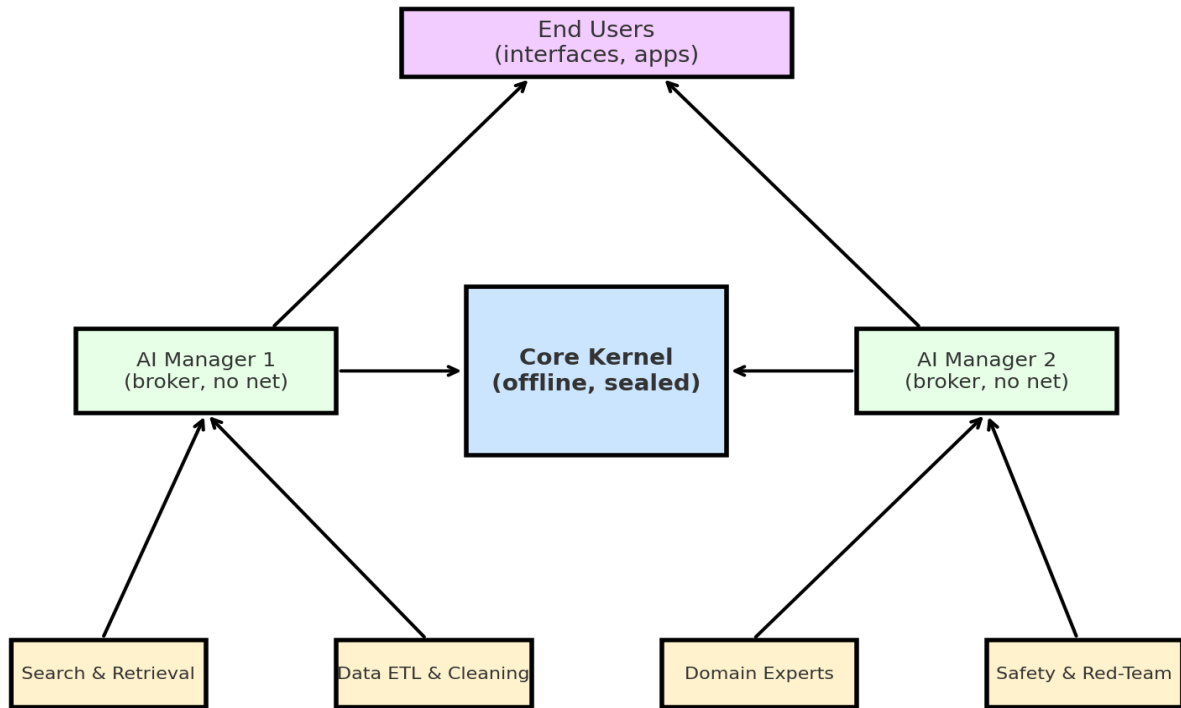 End Users
(interfaces, apps)
AI Manager 1
(broker, no net)
Core Kernel
(offline, sealed)
AI Manager 2
(broker, no net)
Search & Retrieval
Data ETL & Cleaning
Domain Experts
Safety & Red-Team